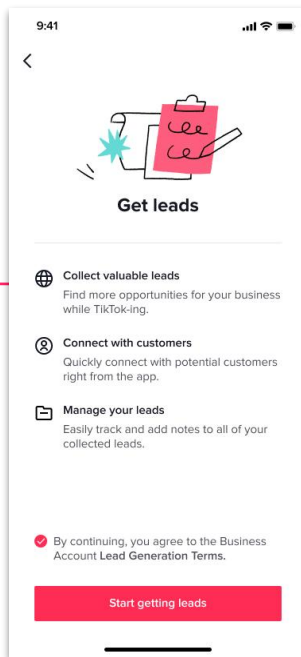 9:41
Get leads
Collect valuable leads
Find more opportunities for your business
while TikTok-ing.
Connect with customers
Quickly connect with potential customers
right from the app.
Manage your leads
Easily track and add notes to all of your
collected leads.
By continuing, you agree to the Business
Account Lead Generation Terms.
Start getting leads